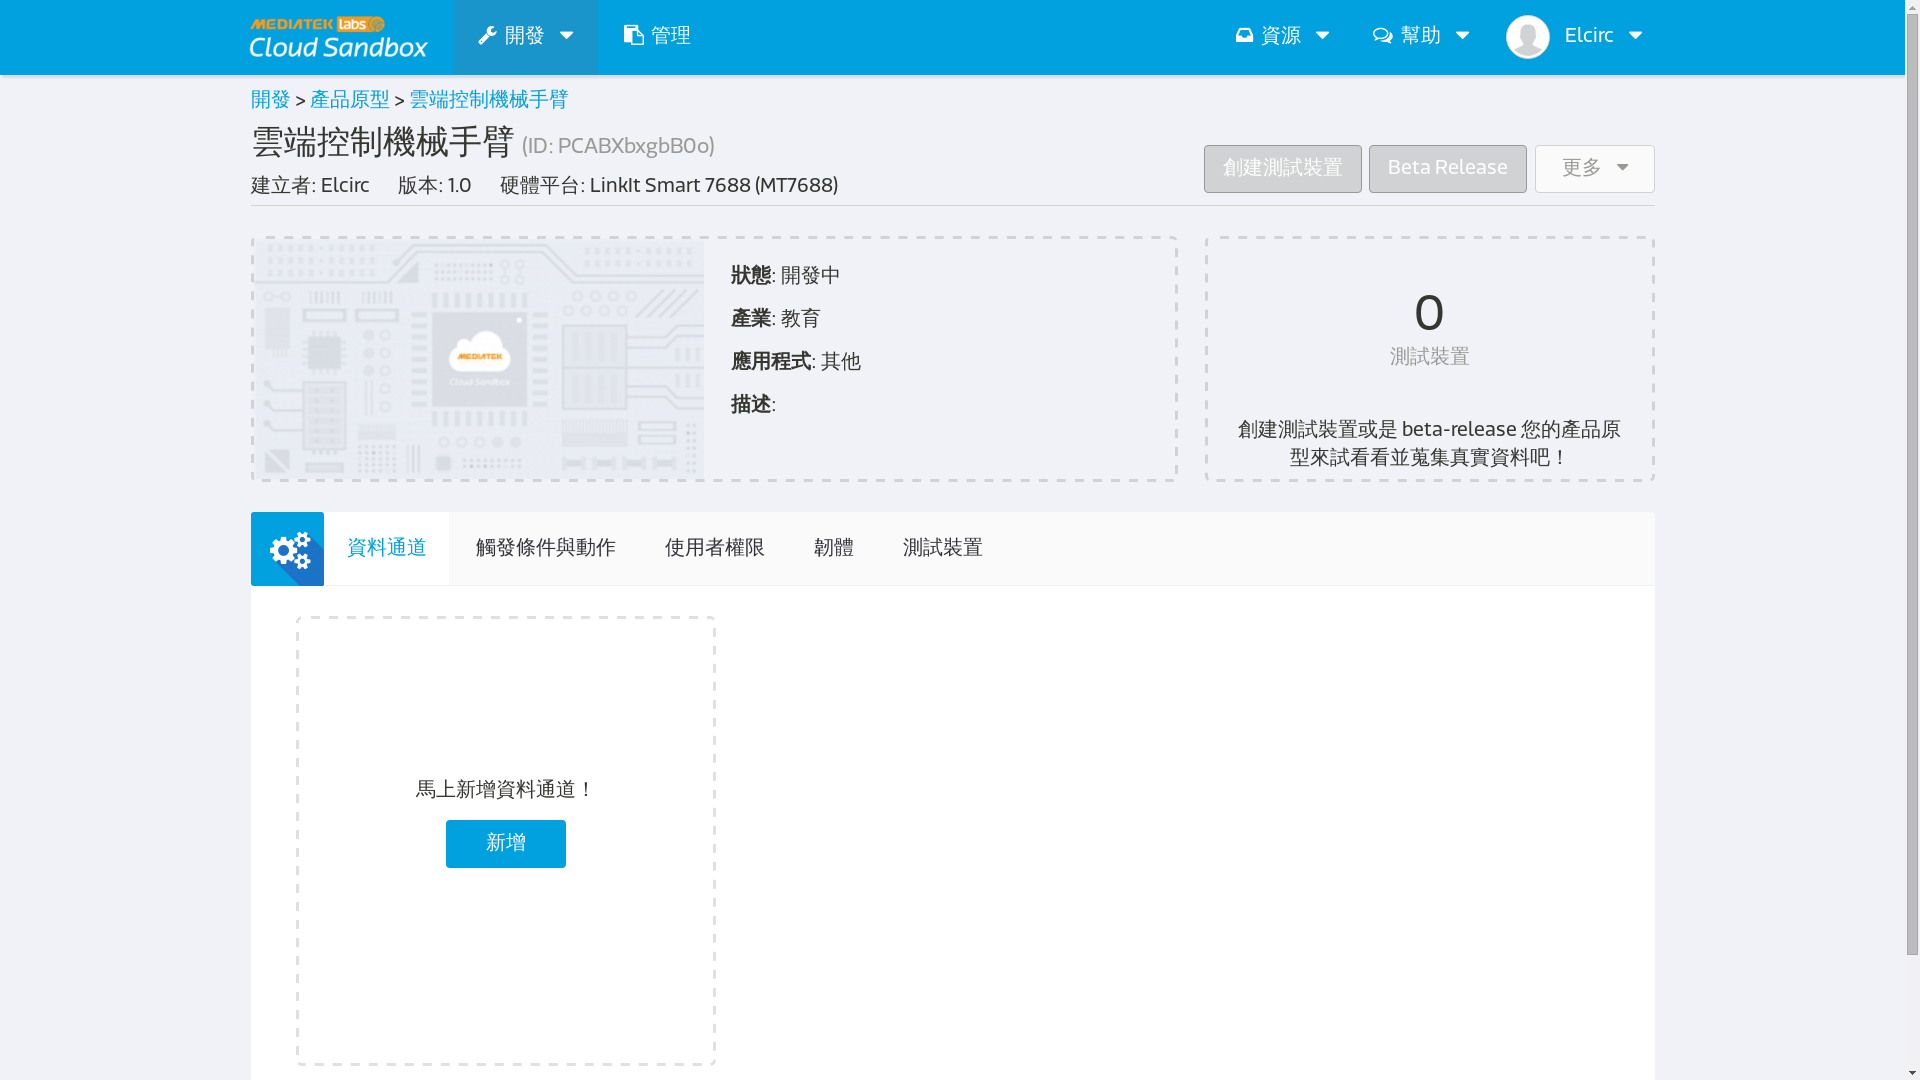 MEDIATEK labs
Cloud Sandbox
開發
管理
資源
幫助
Elcirc
開發 > 產品原型 > 雲端控制機械手臂
雲端控制機械手臂 (ID: PCABXbxgbB0o)
建立者: Elcirc 版本: 1.0 硬體平台: LinkIt Smart 7688 (MT7688)
創建測試裝置
Beta Release
更多
MEDIATEK
Cloud Sandbox
狀態: 開發中
產業: 教育
應用程式: 其他
描述:
0
測試裝置
創建測試裝置或是 beta-release 您的產品原
型來試看看並蒐集真實資料吧！
資料通道
觸發條件與動作
使用者權限
韌體
測試裝置
馬上新增資料通道！
新增